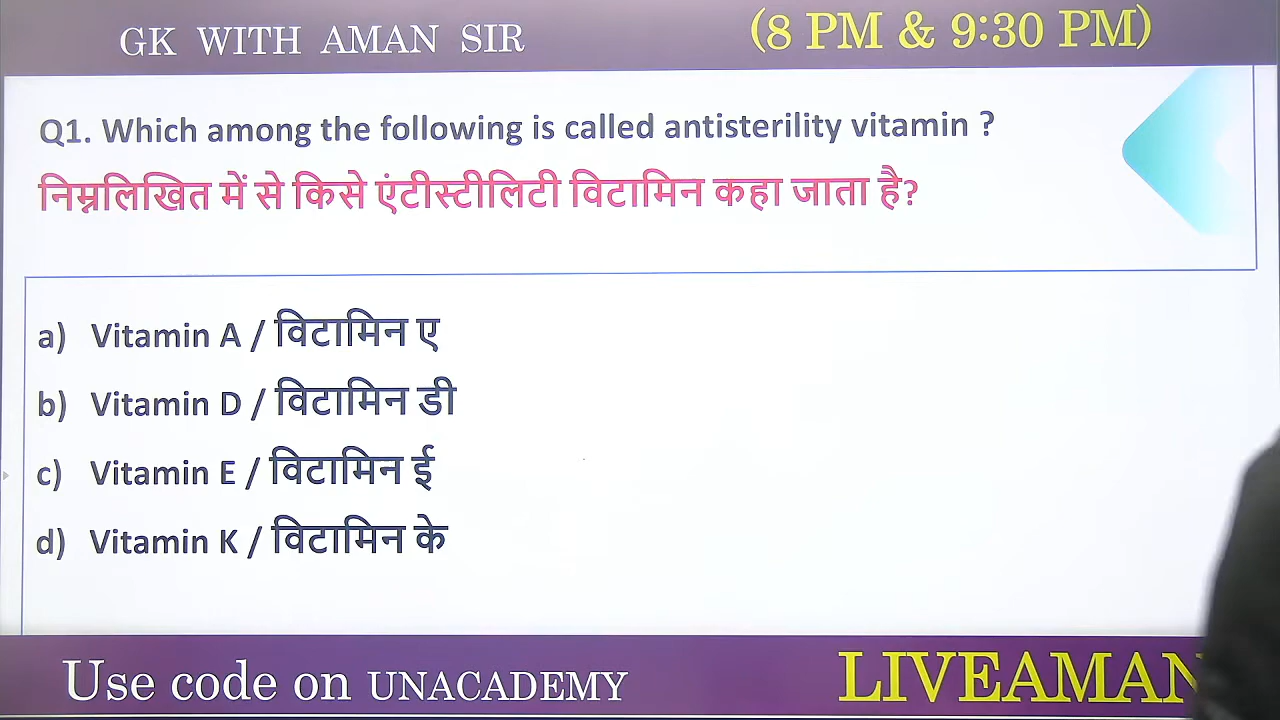 GK WITH AMAN SIR (8 PM & 9:30 PM)
Q1. Which among the following is called antisterility vitamin ?
निम्नलिखित में से किसे एंटीस्टीलिटी विटामिन कहा जाता है?
a) Vitamin A / विटामिन ए
b) Vitamin D / विटामिन डी
c) Vitamin E / विटामिन ई
d) Vitamin K / विटामिन के
Use code on UNACADEMY LIVEAMAN